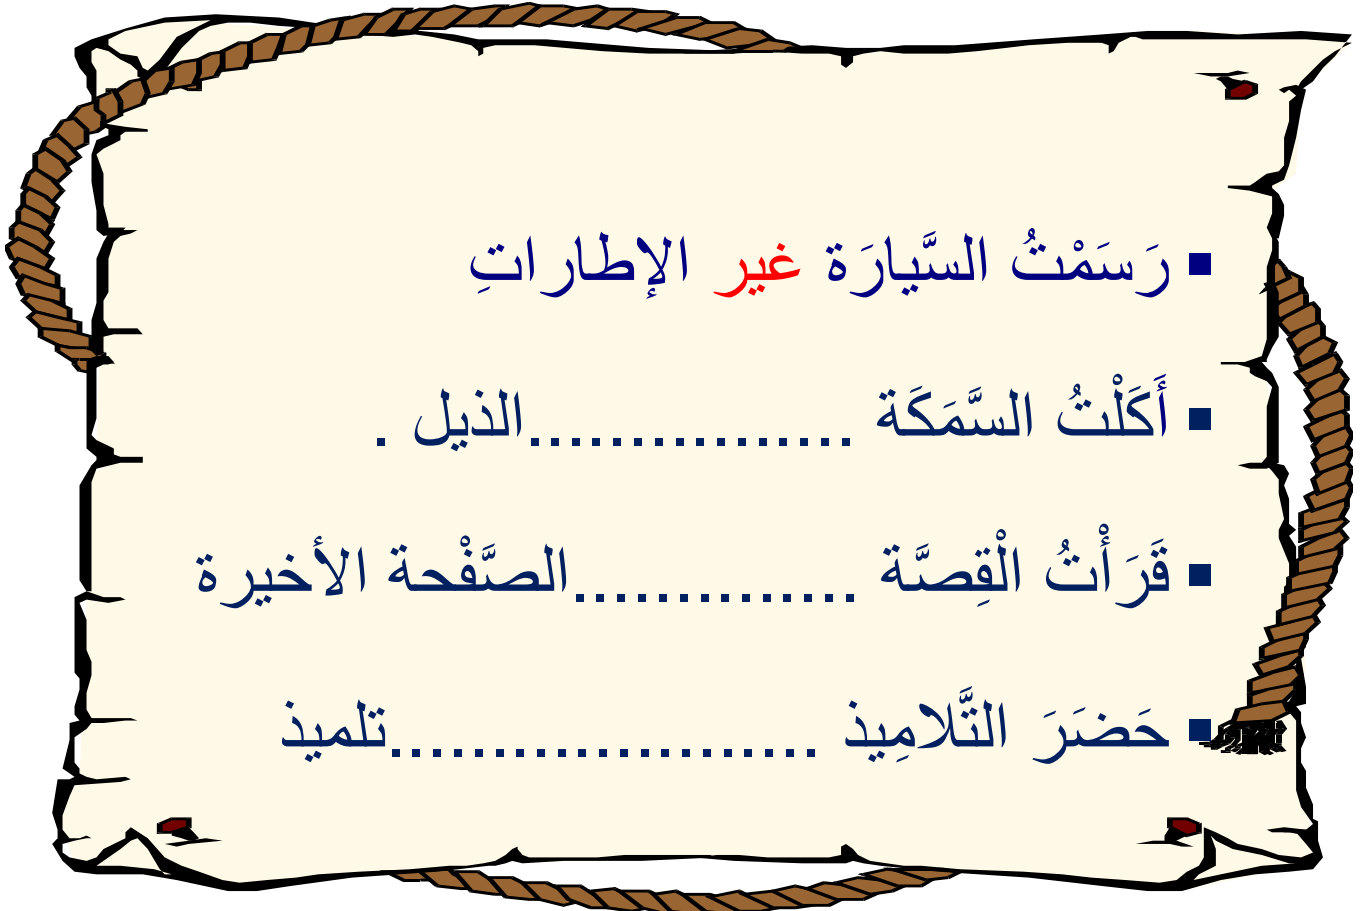 ▪ رَسَمْتُ السَّيارَة غير الإطاراتِ
▪ أَكَلْتُ السَّمَكَة ................الذيل .
▪ قَرَأْتُ الْقِصَّة ..............الصَّفْحة الأخيرة
▪ حَضَرَ التَّلامِيذ .....................تلميذ